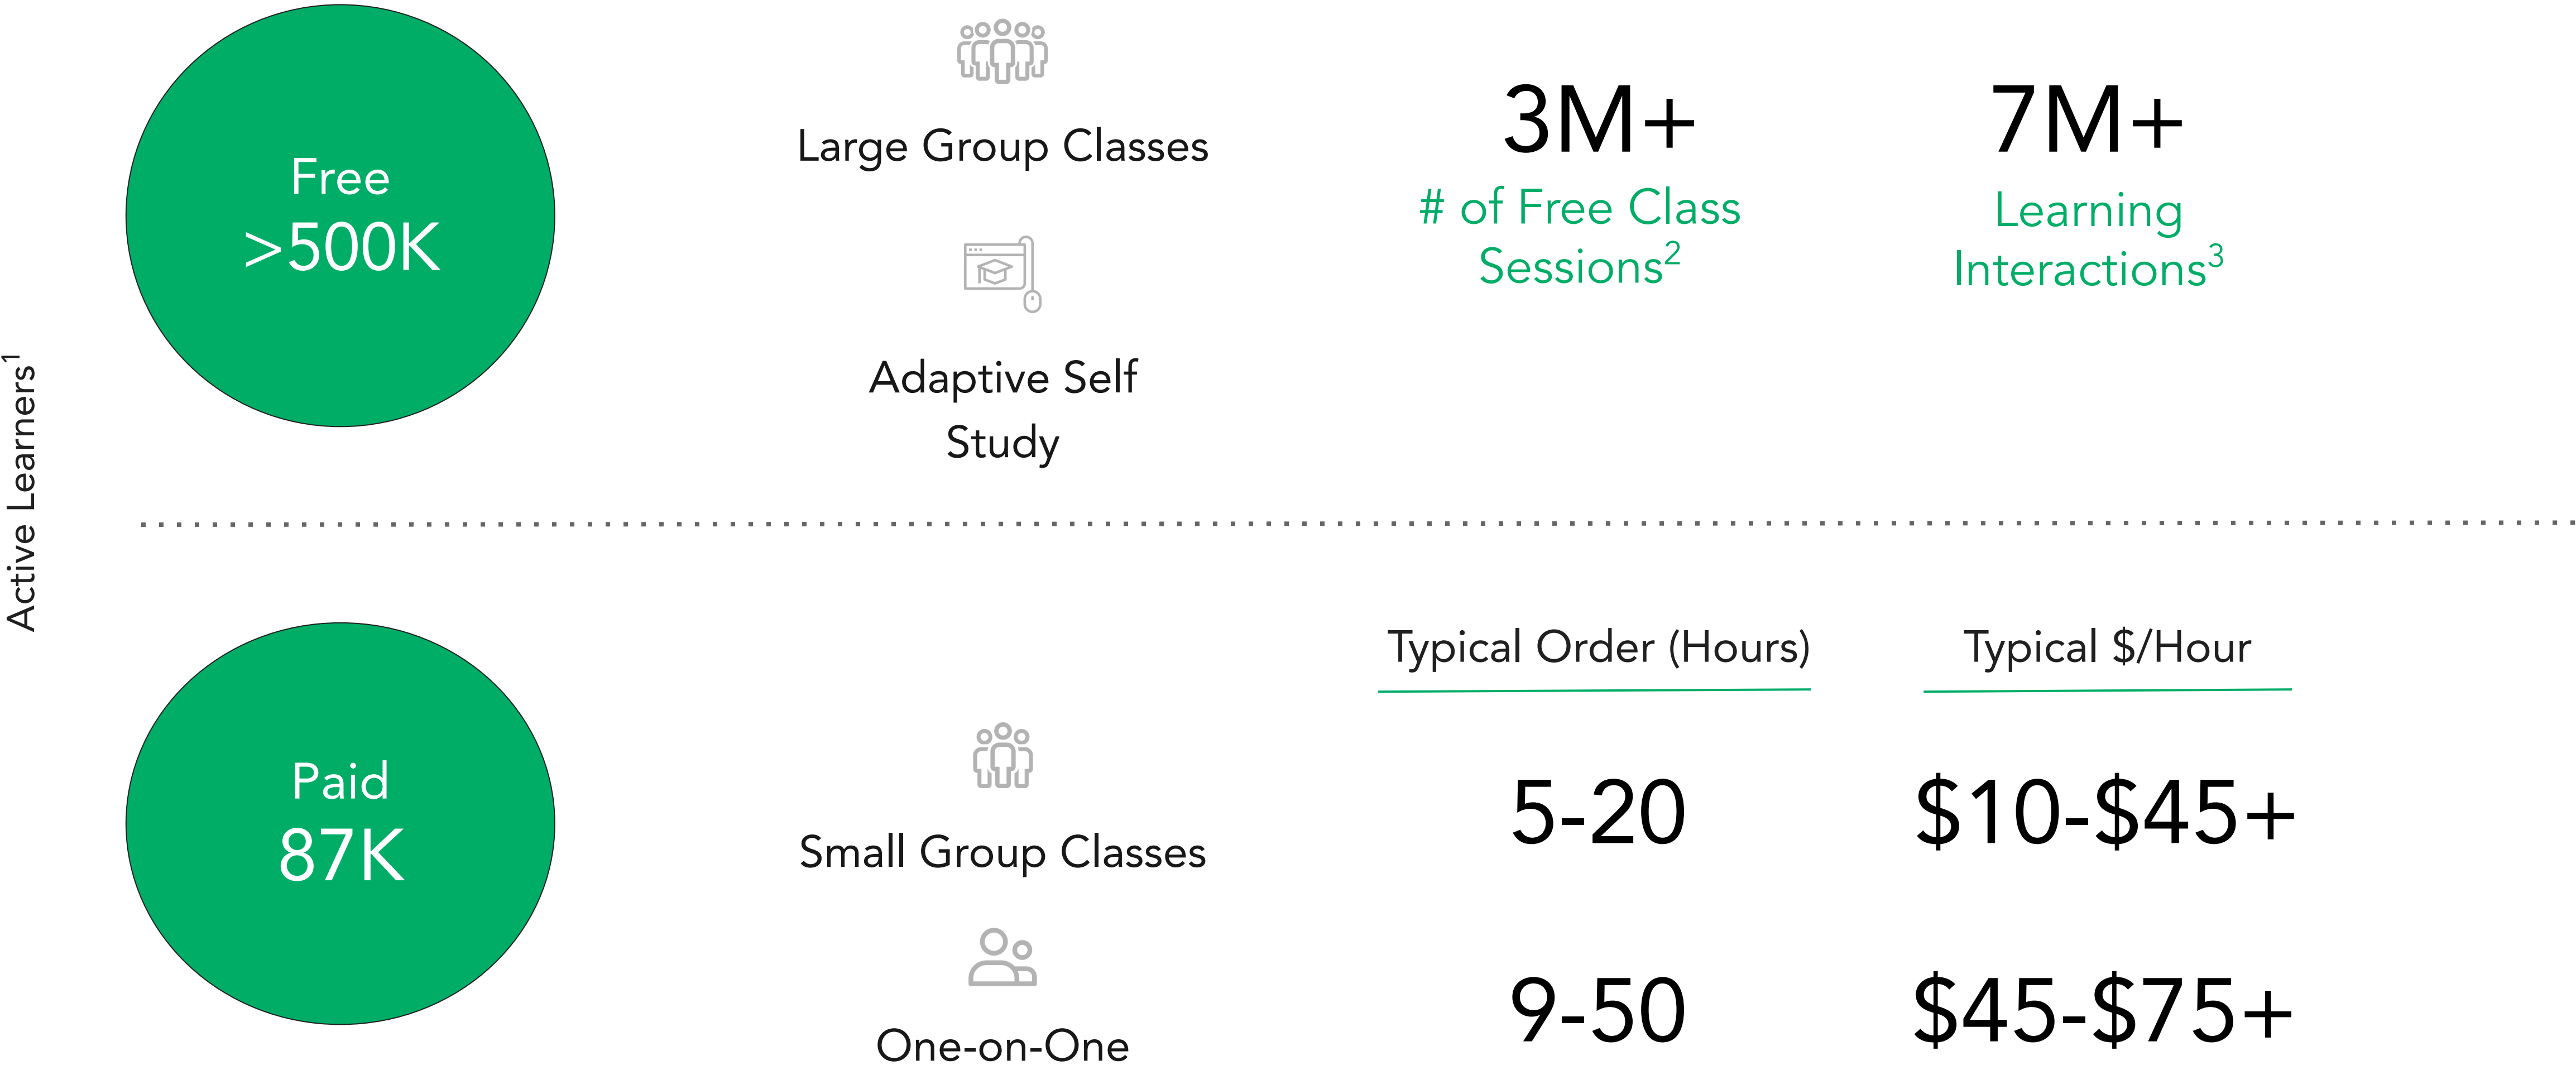 Active Learners1
Free
>500K
Large Group Classes
Adaptive Self
Study
3M+
# of Free Class
Sessions2
7M+
Learning
Interactions3
Paid
87K
Typical Order (Hours)
Typical $/Hour
Small Group Classes
5-20
$10-$45+
One-on-One
9-50
$45-$75+